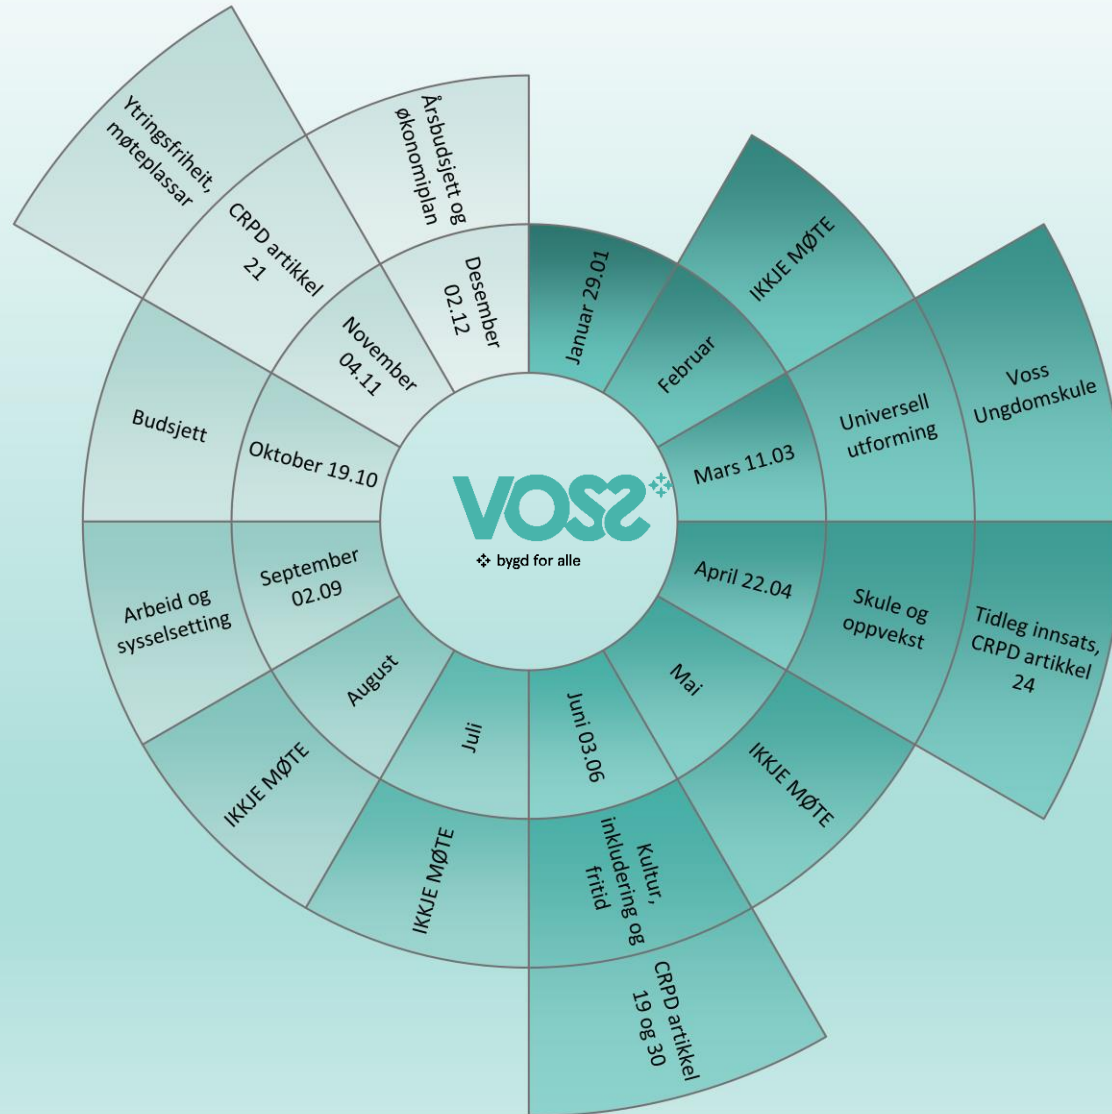 VOSS
bygd for alle
Januar 29.01
Februar
IKKJE MØTE
Mars 11.03
Universell
utforming
Voss
Ungdomskule
April 22.04
Skule og
oppvekst
Tidleg innsats,
CRPD artikkel
24
Mai
IKKJE MØTE
Juni 03.06
Kultur,
inkludering og
fritid
CRPD artikkel
19 og 30
Juli
IKKJE MØTE
August
IKKJE MØTE
September
02.09
Arbeid og
sysselsetting
Oktober 19.10
Budsjett
November
04.11
CRPD artikkel
21
Ytringsfriheit,
møteplassar
Desember
02.12
Årsbudsjett og
økonomiplan